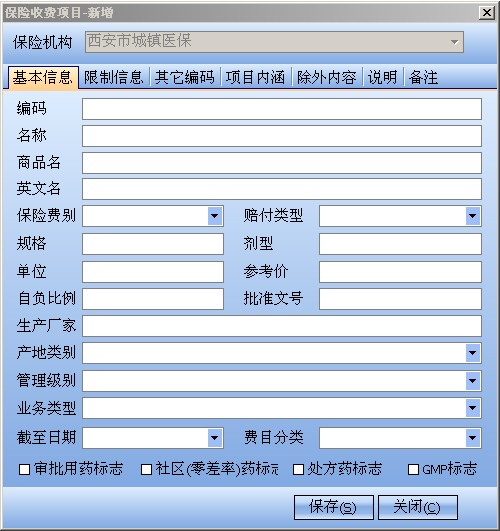 保险收费项目-新增
保险机构 西安市城镇医保
基本信息 限制信息 其它编码 项目内涵 除外内容 说明 备注
编码
名称
商品名
英文名
保险费别 赔付类型
规格 剂型
单位 参考价
自负比例 批准文号
生产厂家
产地类别
管理级别
业务类型
截至日期 费目分类
审批用药标志 社区(零差率)药标志 处方药标志 GMP标志
保存(S) 关闭(C)